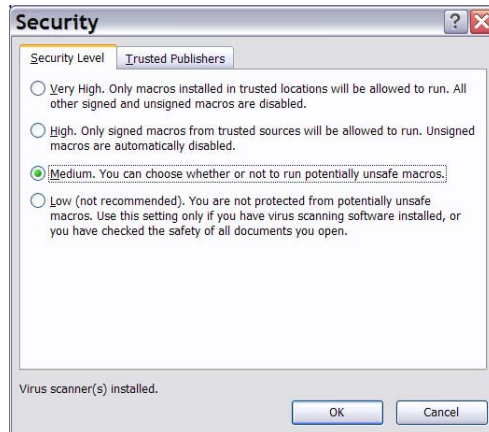 Security
?
Security Level Trusted Publishers
Very High. Only macros installed in trusted locations will be allowed to run. All
other signed and unsigned macros are disabled.
High. Only signed macros from trusted sources will be allowed to run. Unsigned
macros are automatically disabled.
Medium. You can choose whether or not to run potentially unsafe macros.
Low (not recommended). You are not protected from potentially unsafe
macros. Use this setting only if you have virus scanning software installed, or
you have checked the safety of all documents you open.
Virus scanner(s) installed.
OK Cancel